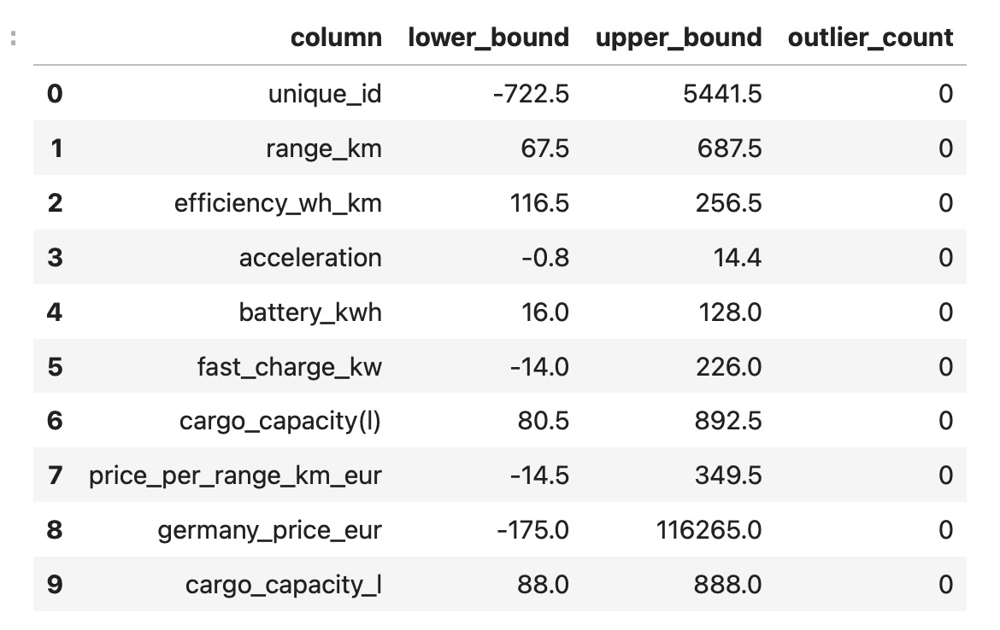 column lower_bound upper_bound outlier_count
0 unique_id -722.5 5441.5 0
1 range_km 67.5 687.5 0
2 efficiency_wh_km 116.5 256.5 0
3 acceleration -0.8 14.4 0
4 battery_kwh 16.0 128.0 0
5 fast_charge_kw -14.0 226.0 0
6 cargo_capacity(l) 80.5 892.5 0
7 price_per_range_km_eur -14.5 349.5 0
8 germany_price_eur -175.0 116265.0 0
9 cargo_capacity_l 88.0 888.0 0